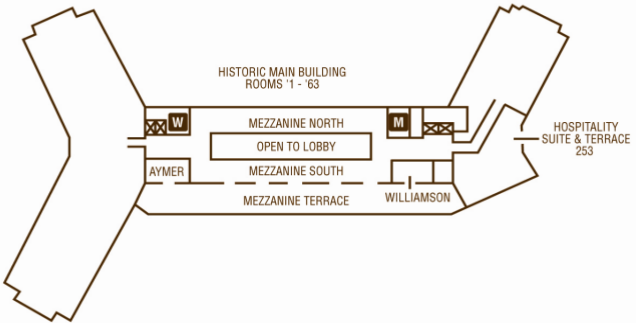 HISTORIC MAIN BUILDING
ROOMS '1 - '63
W
MEZZANINE NORTH
M
OPEN TO LOBBY
HOSPITALITY
SUITE & TERRACE
253
AYMER
MEZZANINE SOUTH
MEZZANINE TERRACE
WILLIAMSON